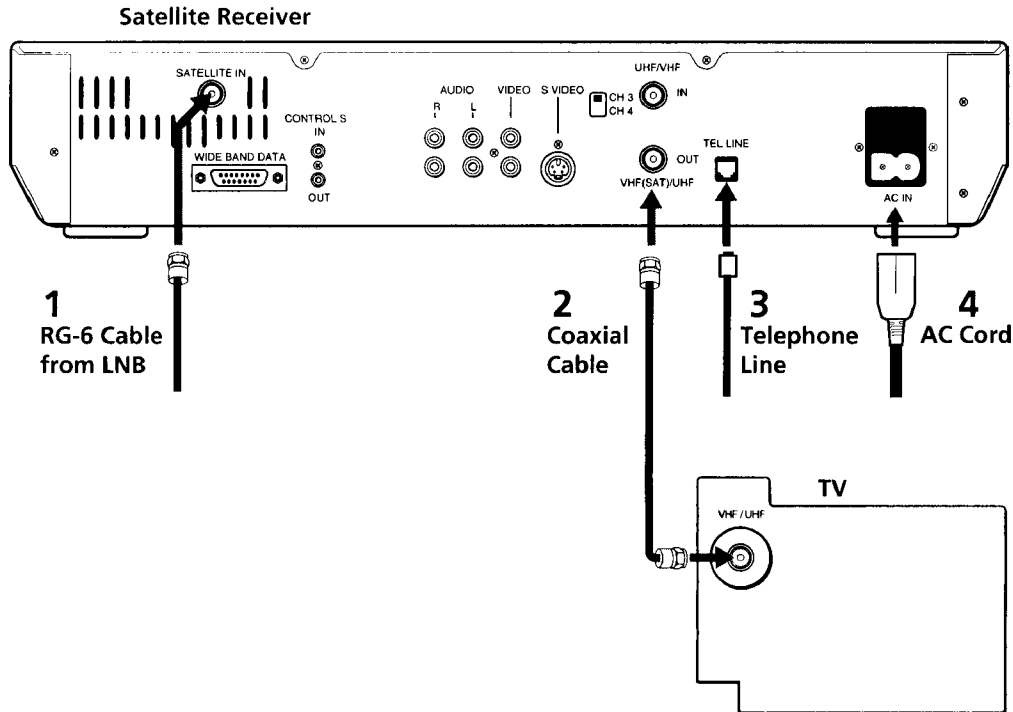 Satellite Receiver
SATELLITE IN
CONTROL S
IN
OUT
WIDE BAND DATA
AUDIO
R
L
VIDEO
S VIDEO
UHF/VHF
CH 3
CH 4
IN
OUT
VHF(SAT)/UHF
TEL LINE
AC IN
1
RG-6 Cable
from LNB
2
Coaxial
Cable
3
Telephone
Line
4
AC Cord
TV
VHF / UHF